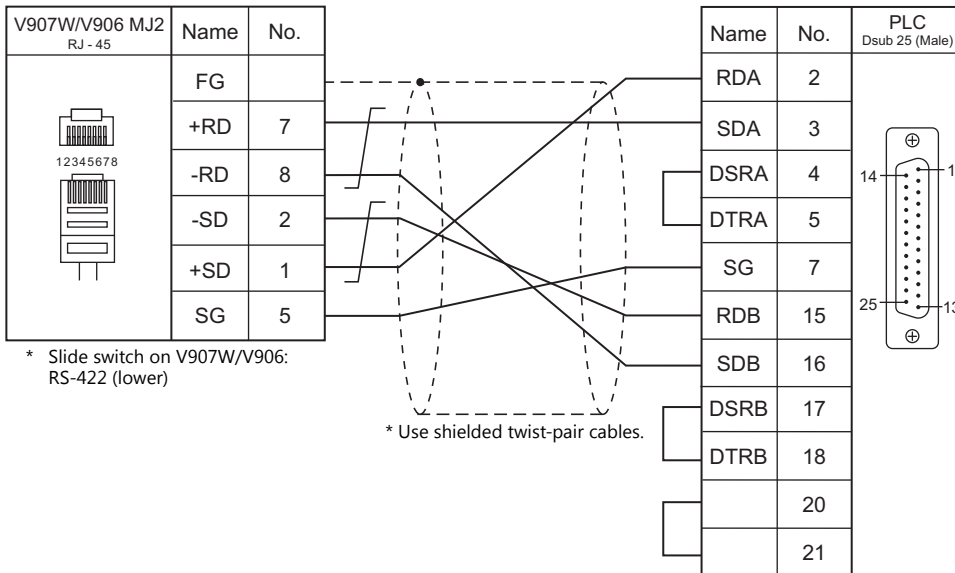 V907W/V906 MJ2
RJ - 45
Name
No.
FG
+RD
7
-RD
8
-SD
2
+SD
1
SG
5
12345678
* Slide switch on V907W/V906:
RS-422 (lower)
* Use shielded twist-pair cables.
Name
No.
PLC
Dsub 25 (Male)
RDA
2
SDA
3
DSRA
4
DTRA
5
SG
7
RDB
15
SDB
16
DSRB
17
DTRB
18
20
21
14
1
25
13